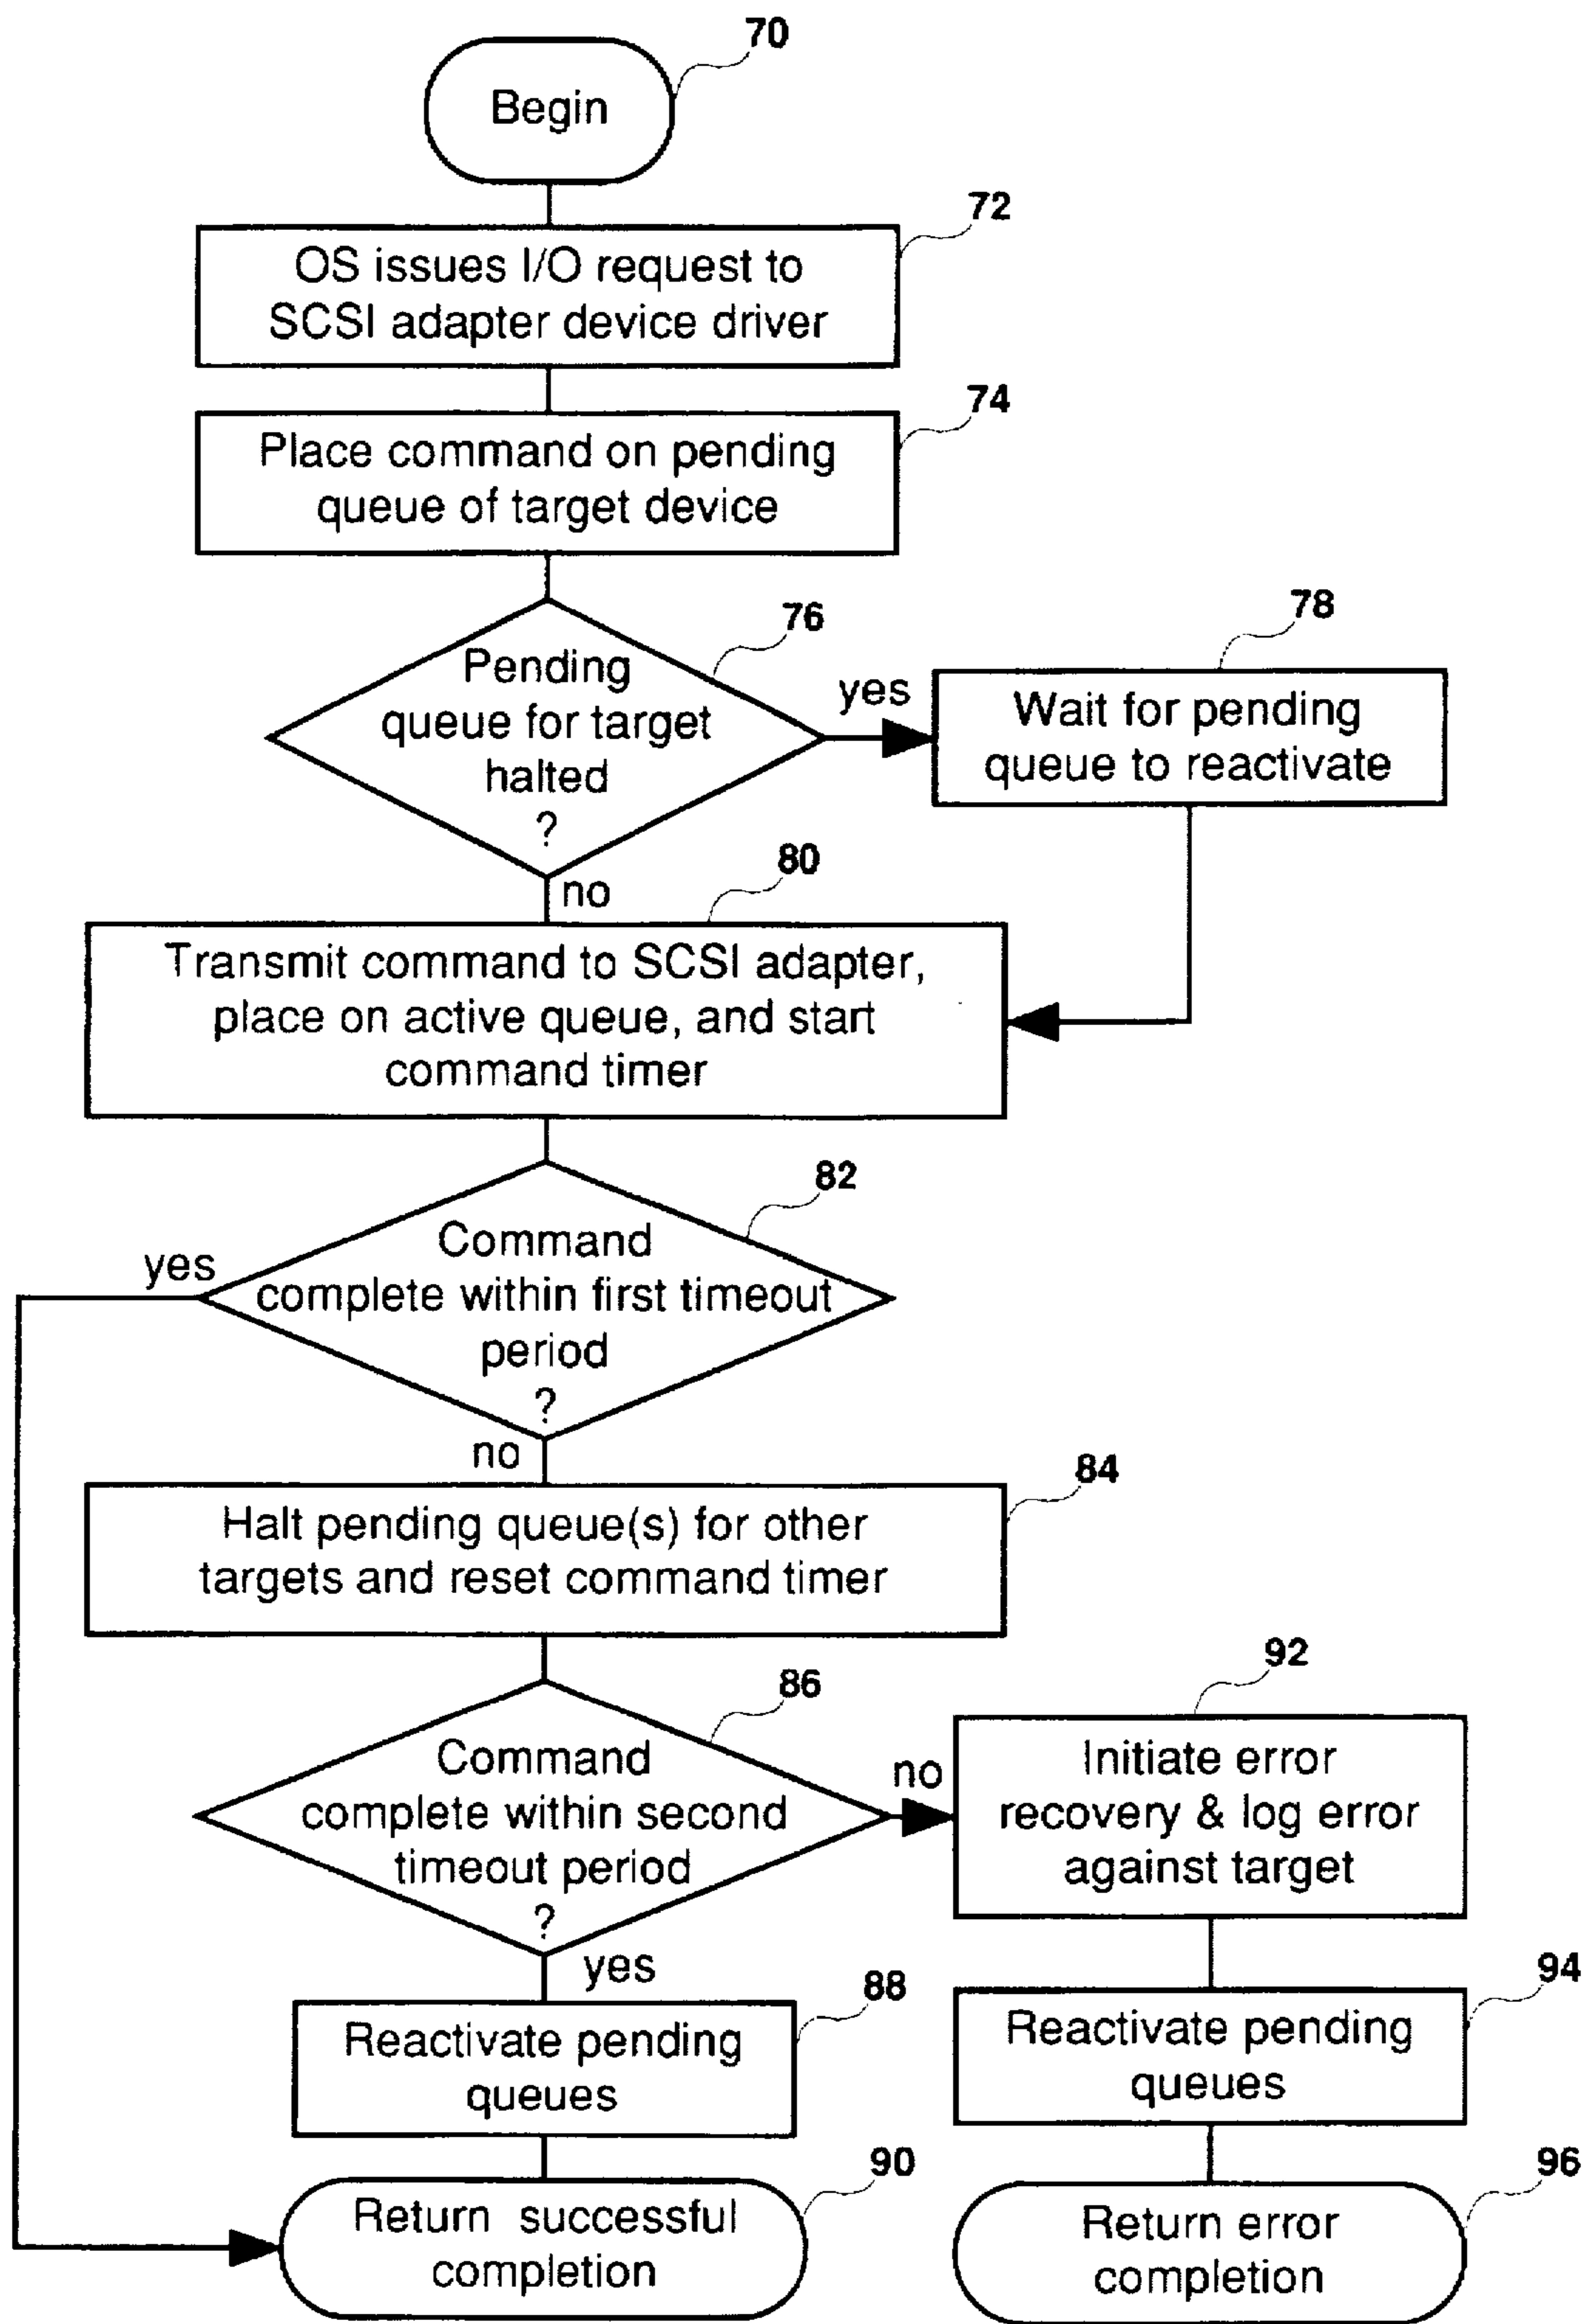 70
Begin
72
OS issues I/O request to
SCSI adapter device driver
74
Place command on pending
queue of target device
76
Pending
queue for target
halted
?
yes
78
Wait for pending
queue to reactivate
no
80
Transmit command to SCSI adapter,
place on active queue, and start
command timer
82
Command
complete within first timeout
period
?
yes
no
84
Halt pending queue(s) for other
targets and reset command timer
86
Command
complete within second
timeout period
?
no
92
Initiate error
recovery & log error
against target
yes
88
Reactivate pending
queues
94
Reactivate pending
queues
90
Return successful
completion
96
Return error
completion